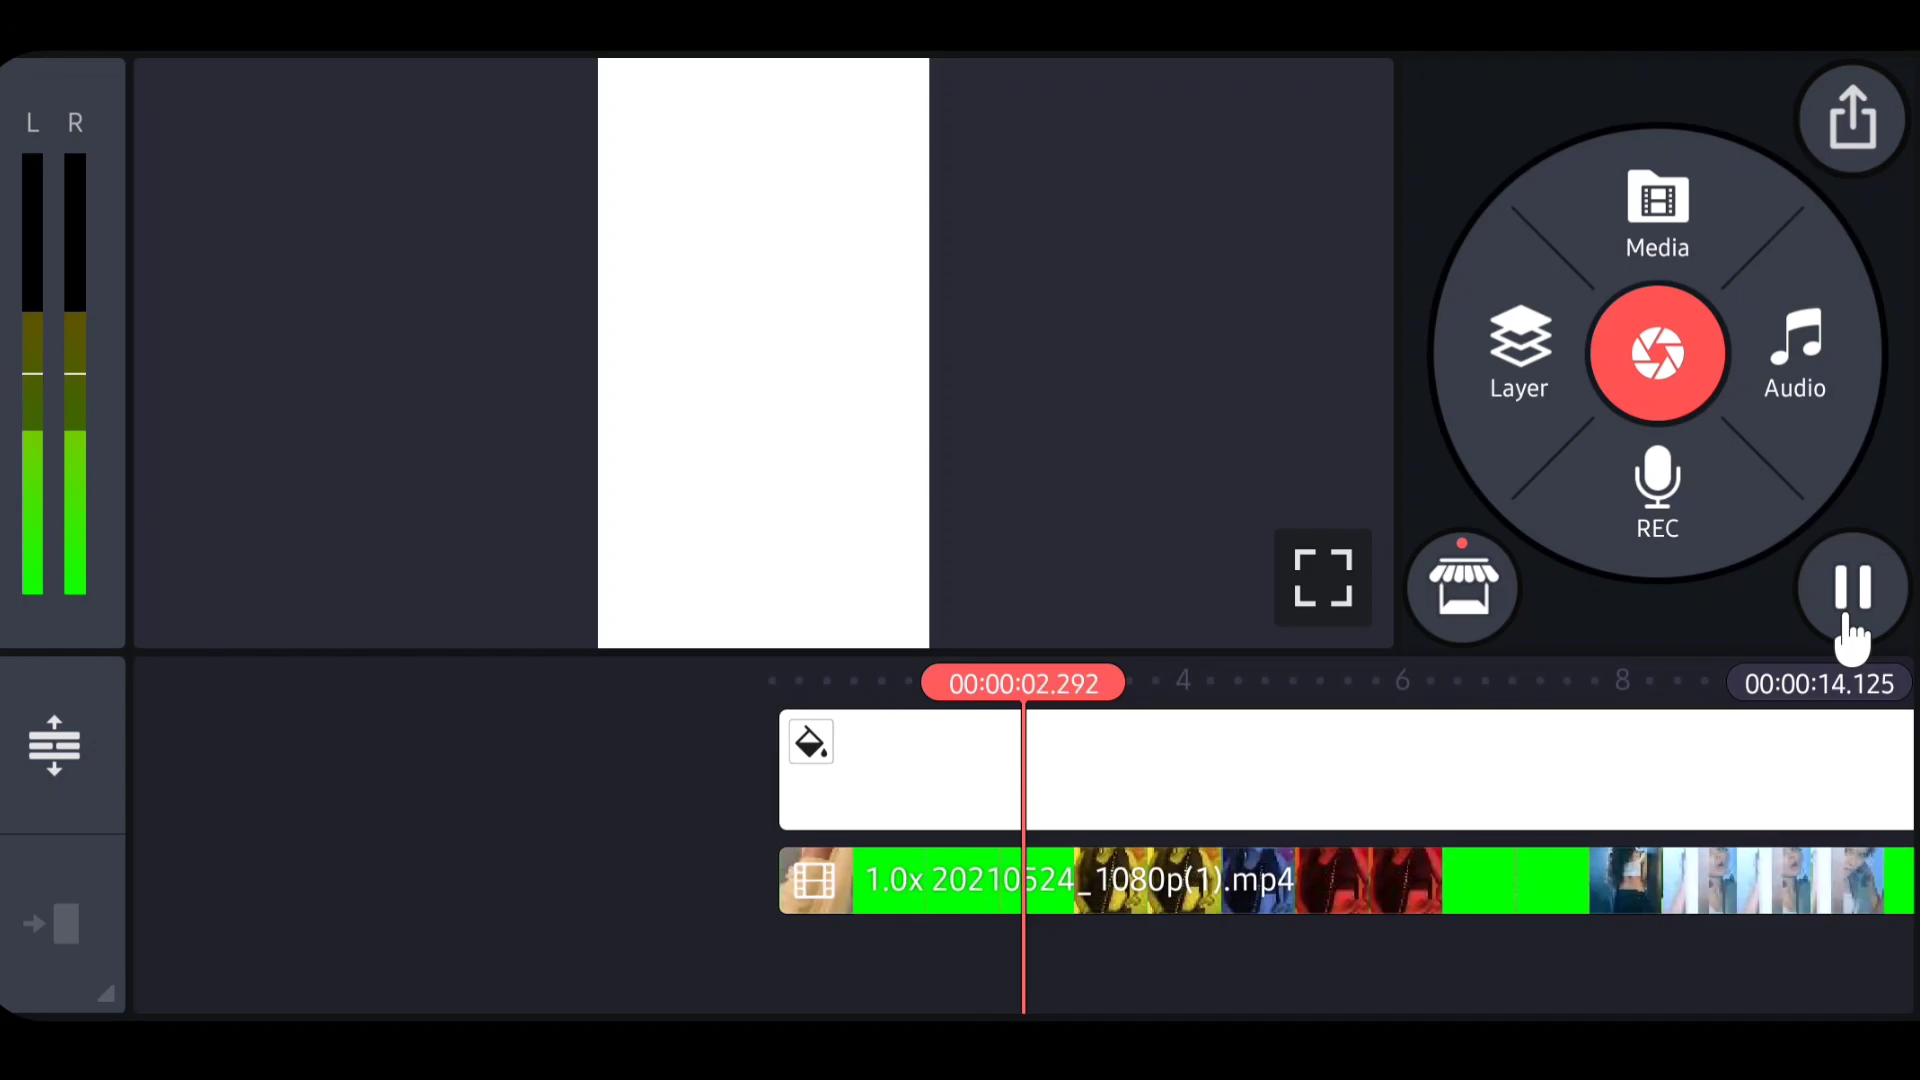 L R
Media
Layer
Audio
REC
00:00:02.292 4 6 8 00:00:14.125
1.0x 20210524_1080p(1).mp4